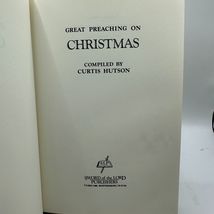 GREAT PREACHING ON
CHRISTMAS
COMPILED BY
CURTIS HUTSON
SWORD of the LORD
PUBLISHERS